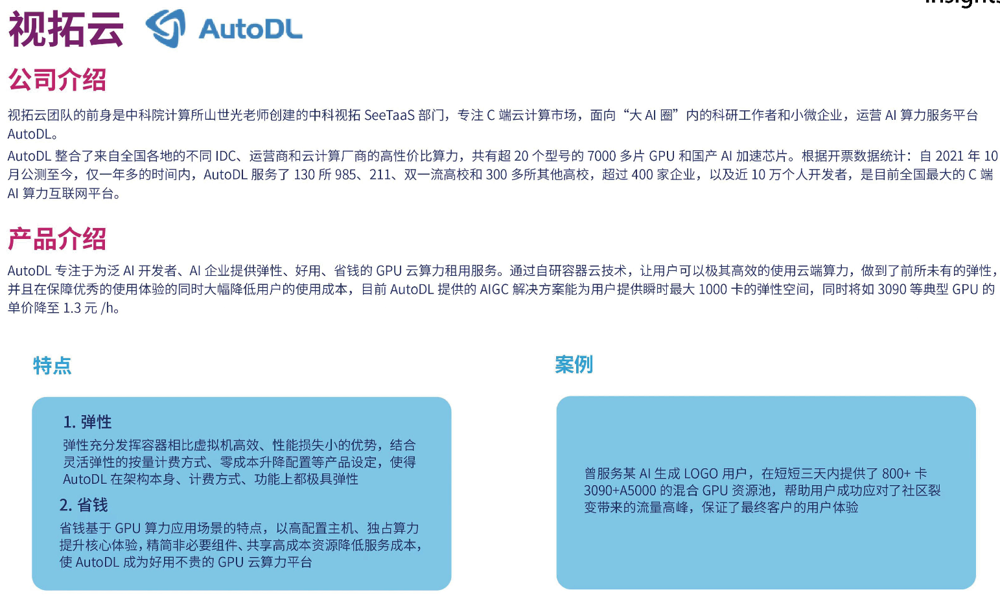 Insights
视拓云 AutoDL
公司介绍
视拓云团队的前身是中科院计算所山世光老师创建的中科视拓 SeeTaaS 部门，专注 C 端云计算市场，面向“大 AI 圈”内的科研工作者和小微企业，运营 AI 算力服务平台
AutoDL。
AutoDL 整合了来自全国各地的不同 IDC、运营商和云计算厂商的高性价比算力，共有超 20 个型号的 7000 多片 GPU 和国产 AI 加速芯片。根据开票数据统计：自 2021 年 10
月公测至今，仅一年多的时间内，AutoDL 服务了 130 所 985、211、双一流高校和 300 多所其他高校，超过 400 家企业，以及近 10 万个人开发者，是目前全国最大的 C 端
AI 算力互联网平台。
产品介绍
AutoDL 专注于为泛 AI 开发者、AI 企业提供弹性、好用、省钱的 GPU 云算力租用服务。通过自研容器云技术，让用户可以极其高效的使用云端算力，做到了前所未有的弹性，
并且在保障优秀的使用体验的同时大幅降低用户的使用成本，目前 AutoDL 提供的 AIGC 解决方案能为用户提供瞬时最大 1000 卡的弹性空间，同时将如 3090 等典型 GPU 的
单价降至 1.3 元 /h。
特点
1. 弹性
弹性充分发挥容器相比虚拟机高效、性能损失小的优势，结合
灵活弹性的按量计费方式、零成本升降配置等产品设定，使得
AutoDL 在架构本身、计费方式、功能上都极具弹性
2. 省钱
省钱基于 GPU 算力应用场景的特点，以高配置主机、独占算力
提升核心体验，精简非必要组件、共享高成本资源降低服务成本，
使 AutoDL 成为好用不贵的 GPU 云算力平台
案例
曾服务某 AI 生成 LOGO 用户，在短短三天内提供了 800+ 卡
3090+A5000 的混合 GPU 资源池，帮助用户成功应对了社区裂
变带来的流量高峰，保证了最终客户的用户体验